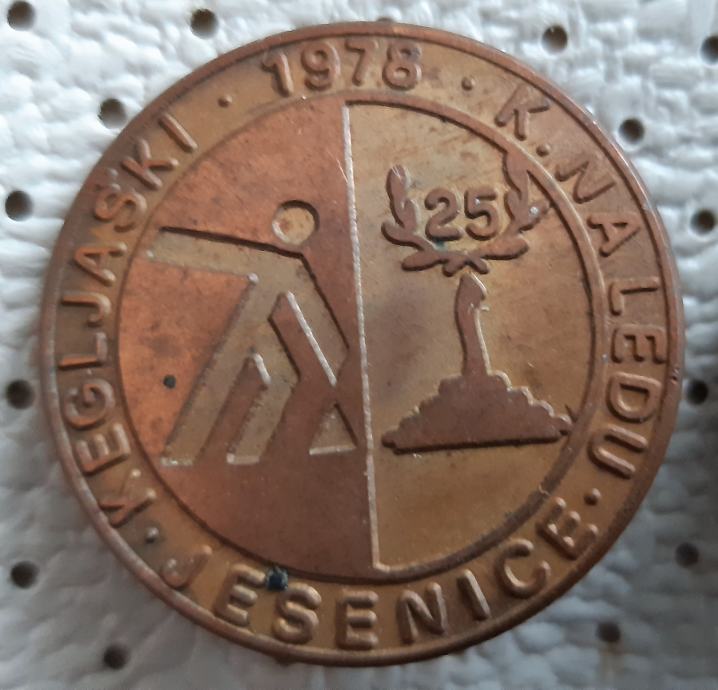 KEGLJAŠKI · 1978 · K. NA LEDU · JESENICE ·
25